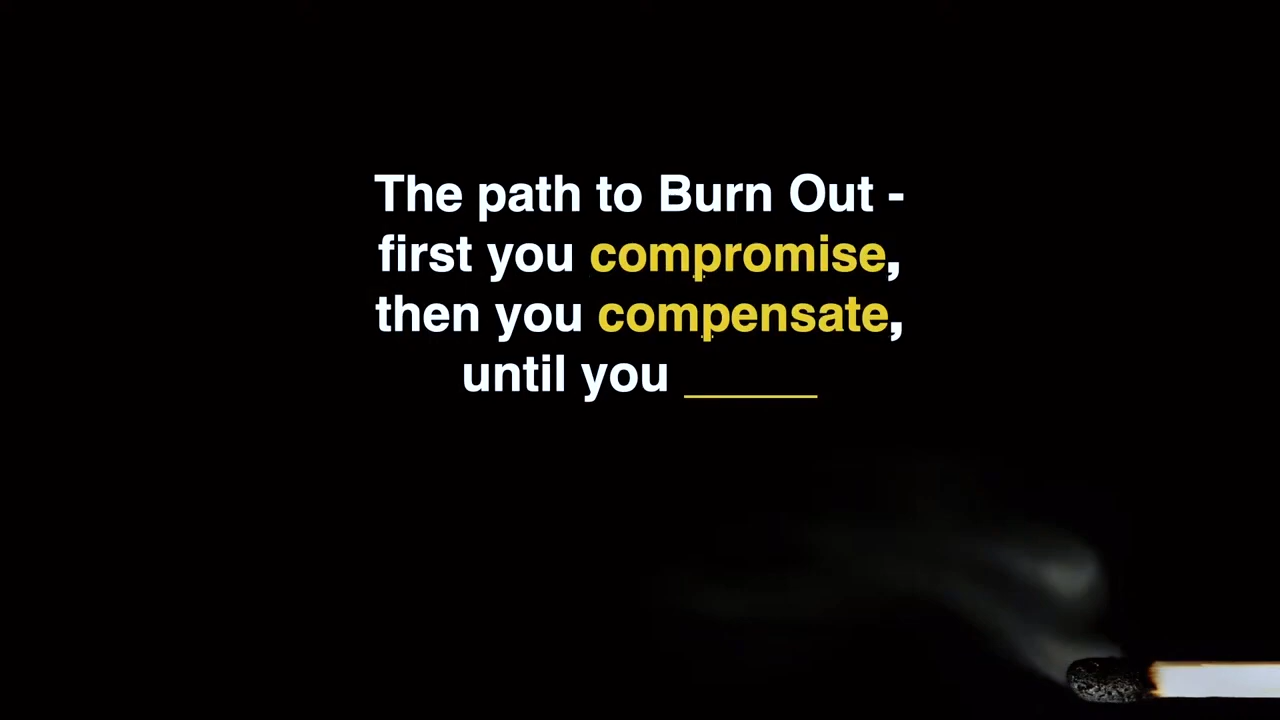 The path to Burn Out -
first you compromise,
then you compensate,
until you ______